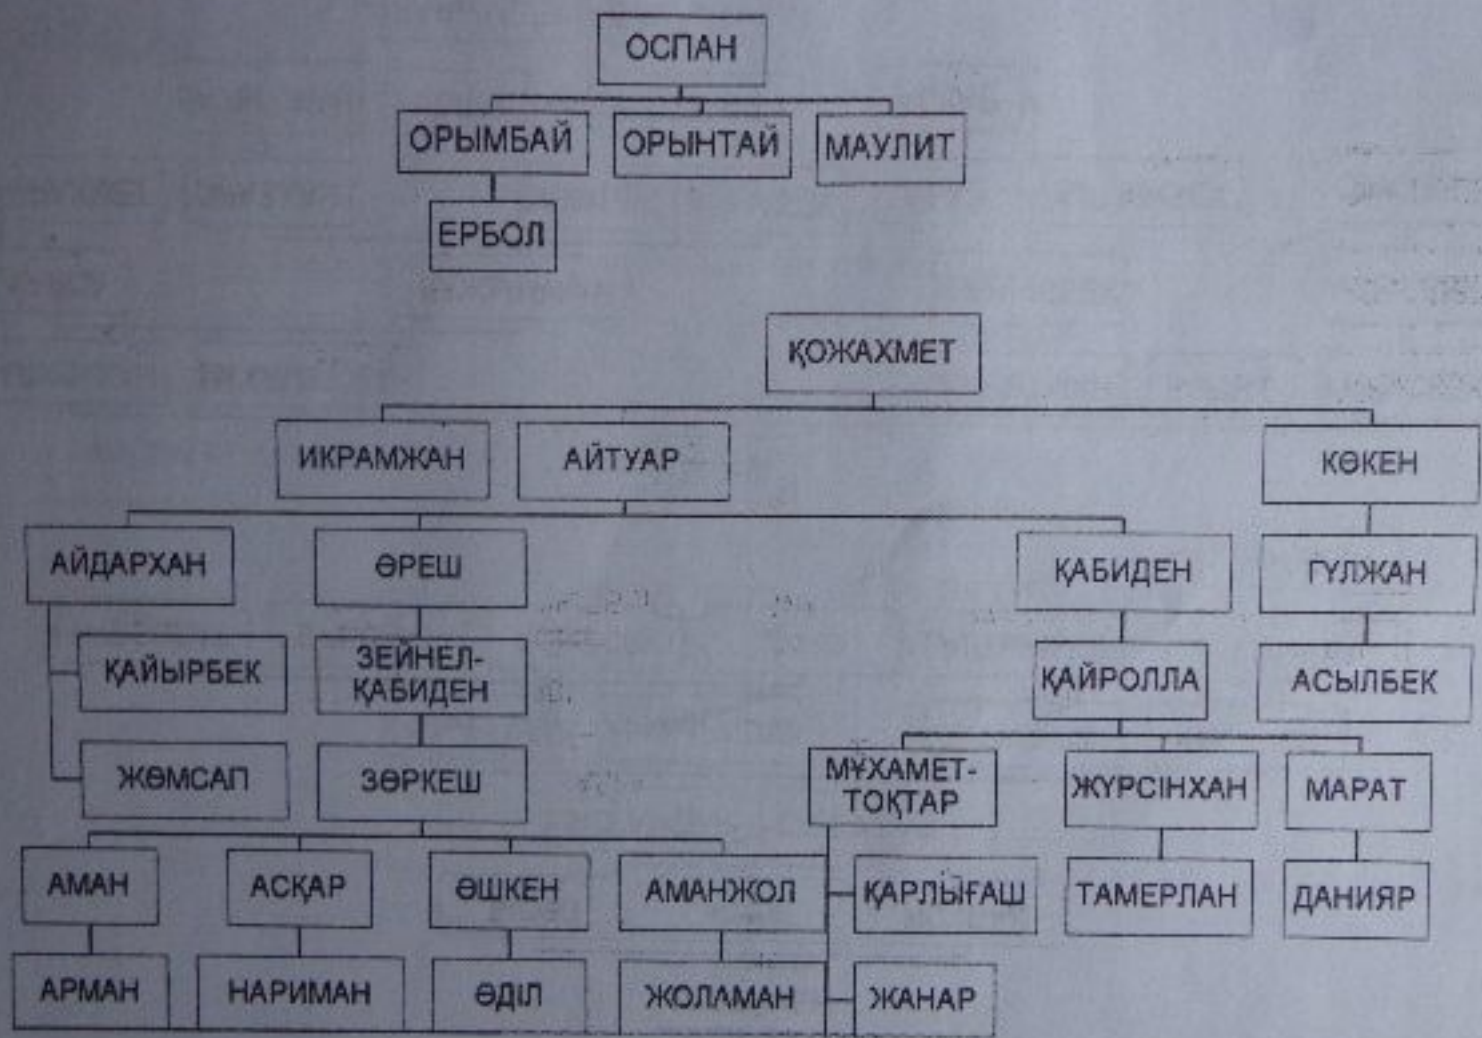 ОСПАН
ОРЫМБАЙ ОРЫНТАЙ МАУЛИТ
ЕРБОЛ
ҚОЖАХМЕТ
ИКРАМЖАН АЙТУАР КӨКЕН
АЙДАРХАН ӨРЕШ ҚАБИДЕН ГҮЛЖАН
ҚАЙЫРБЕК ЗЕЙНЕЛ-
ҚАБИДЕН ҚАЙРОЛЛА АСЫЛБЕК
ЖӨМСАП ЗӨРКЕШ МҰХАМЕТ-
ТОҚТАР ЖҮРСІНХАН МАРАТ
АМАН АСҚАР ӨШКЕН АМАНЖОЛ ҚАРЛЫҒАШ ТАМЕРЛАН ДАНИЯР
АРМАН НАРИМАН ӨДІЛ ЖОЛАМАН ЖАНАР